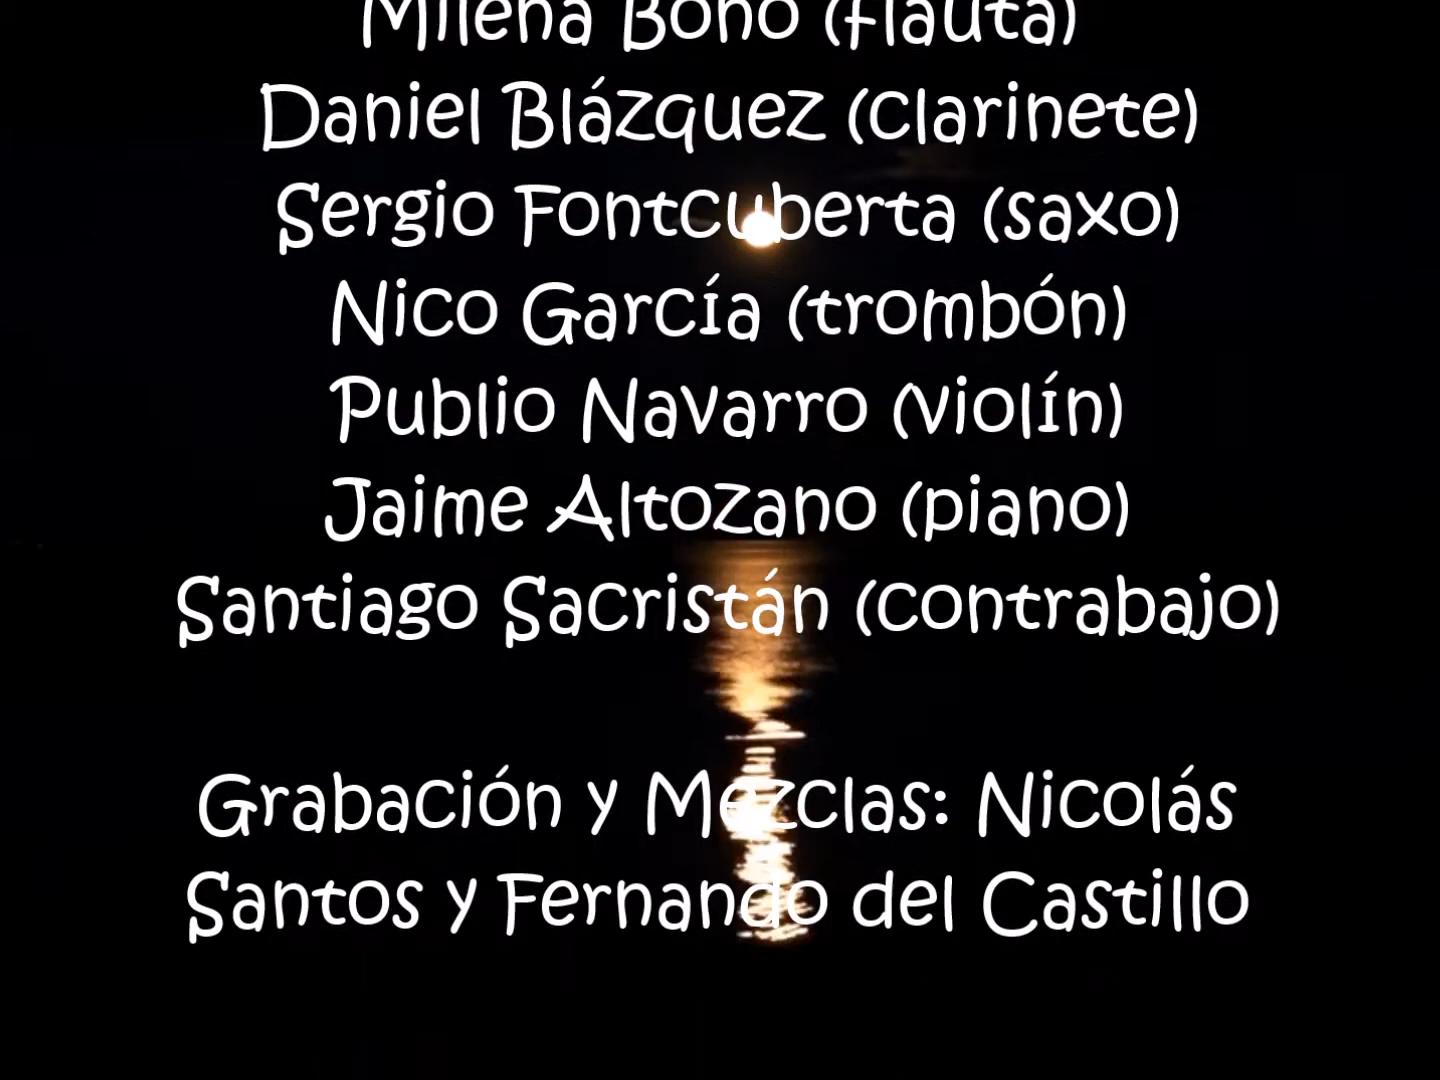 Milena Boho (flauta)
Daniel Blázquez (clarinete)
Sergio Fontcuberta (saxo)
Nico García (trombón)
Publio Navarro (violín)
Jaime Altozano (piano)
Santiago Sacristán (contrabajo)
Grabación y Mezclas: Nicolás
Santos y Fernando del Castillo